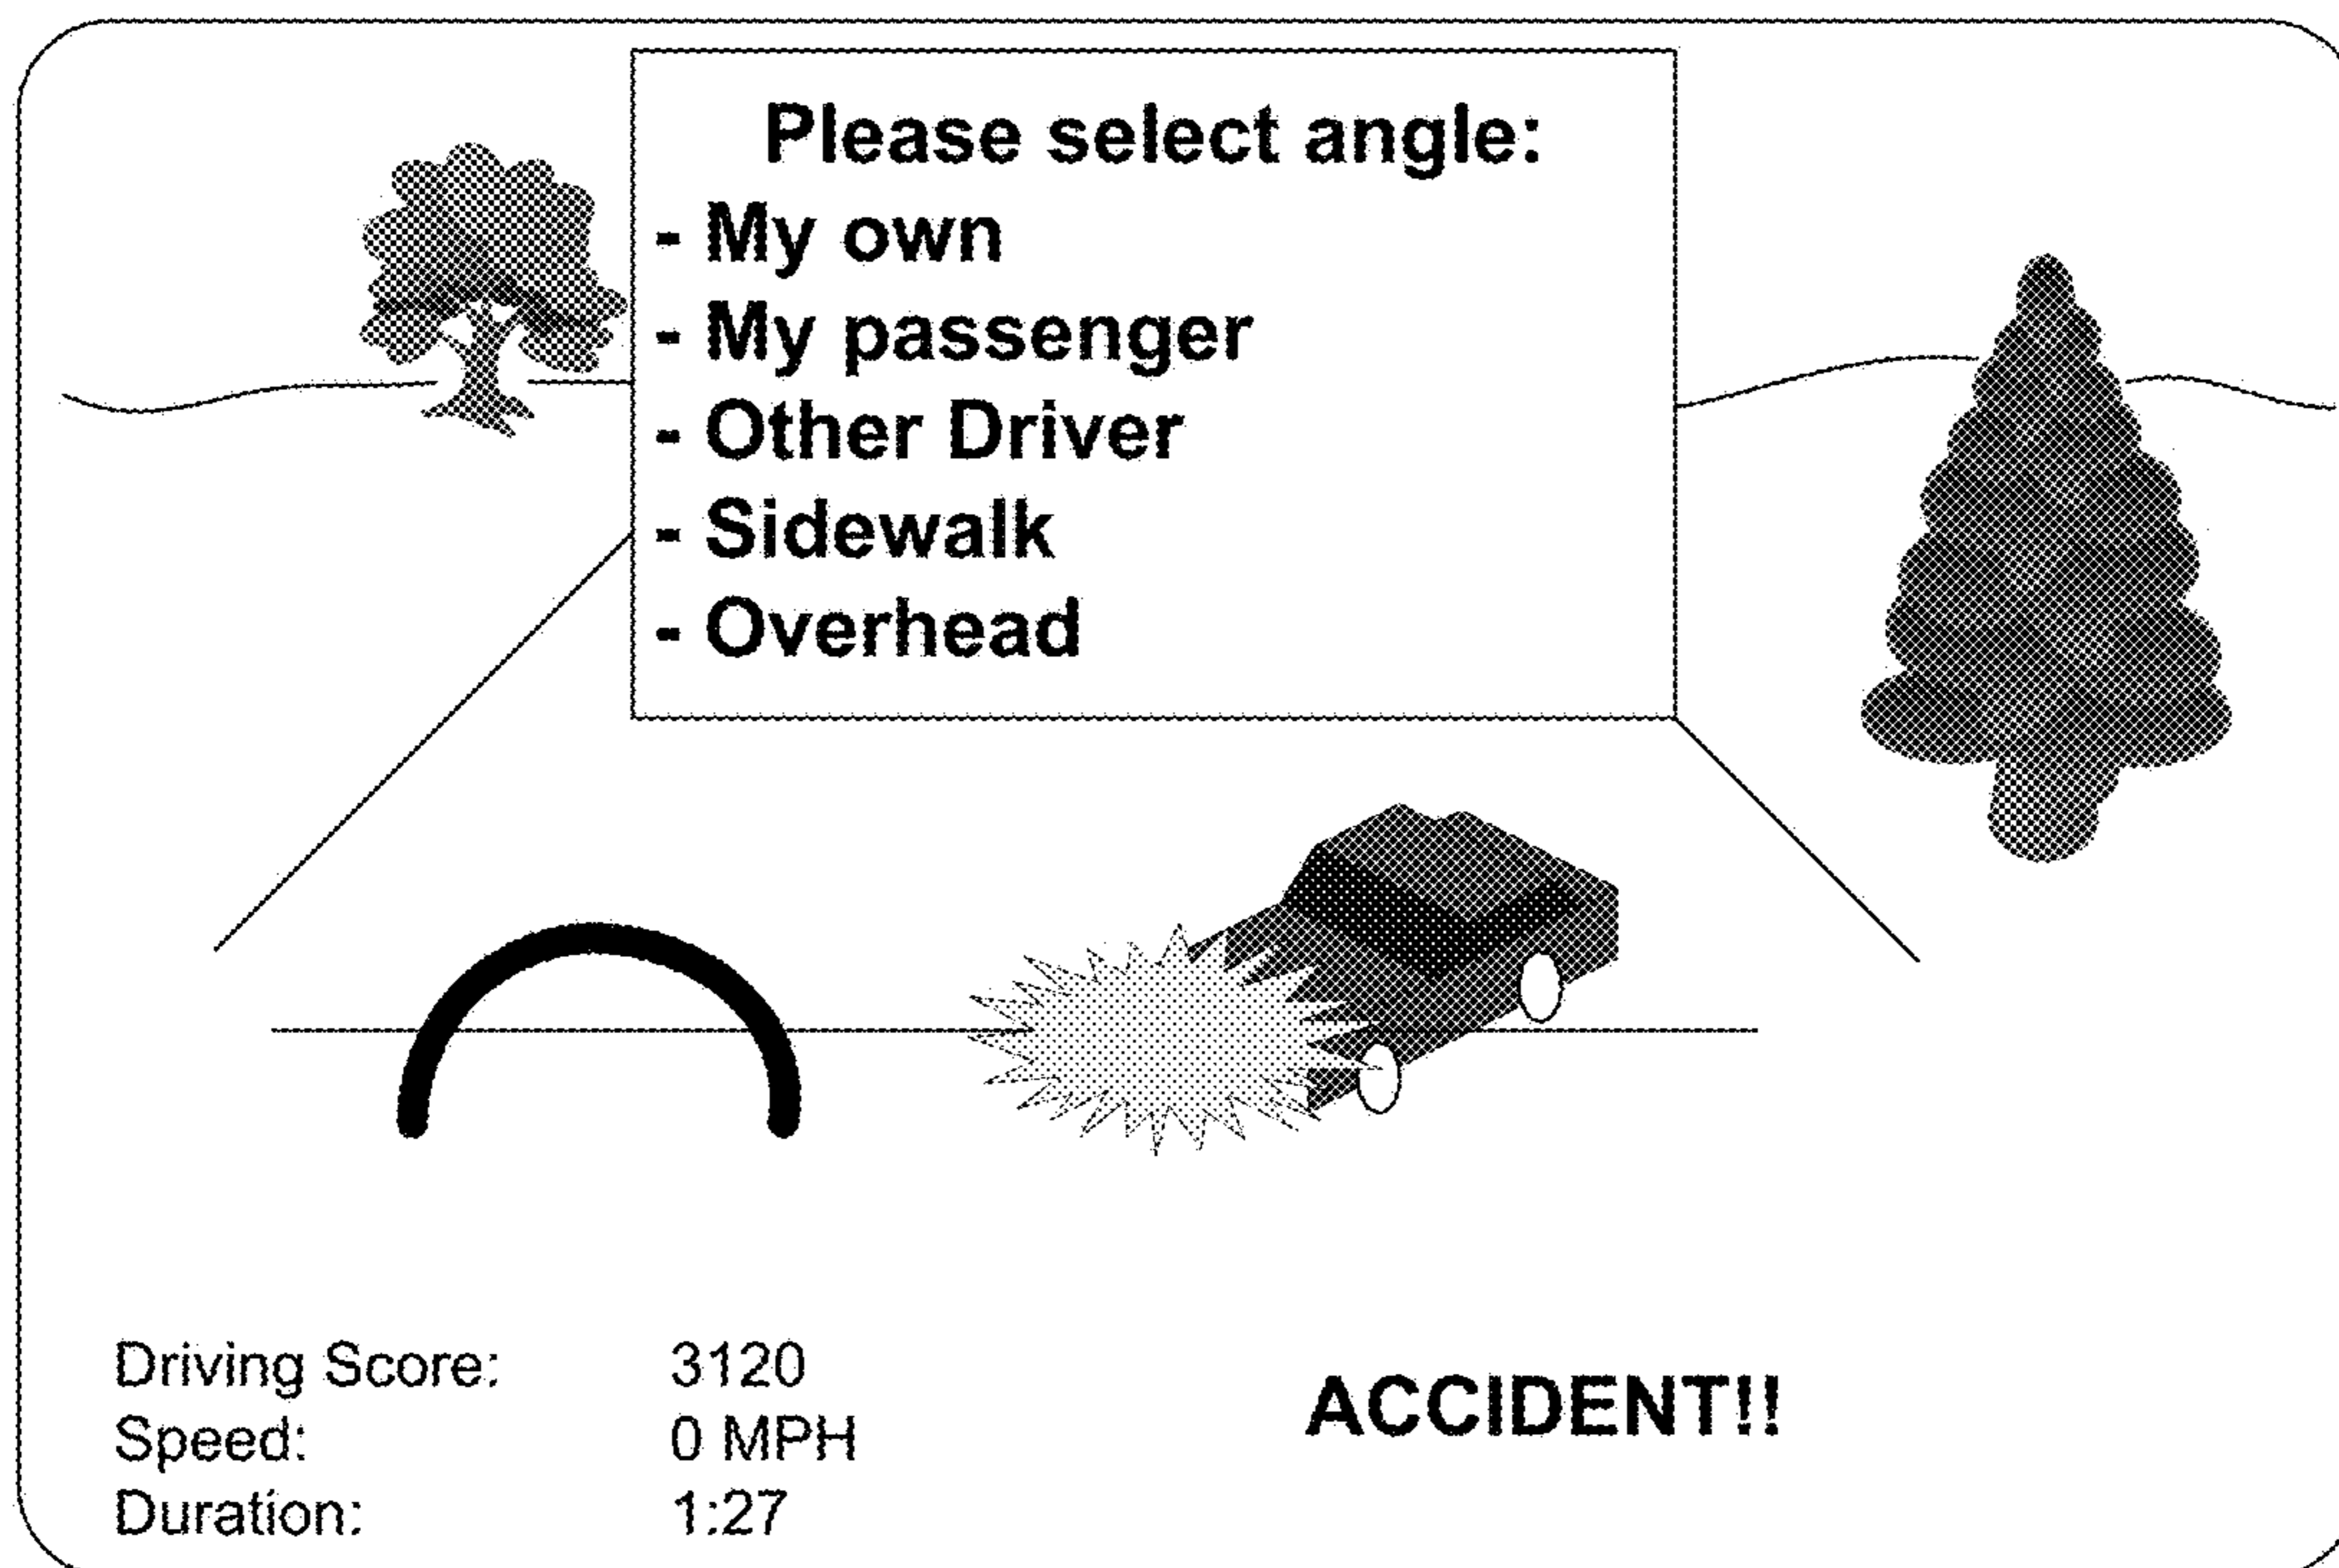 Please select angle:
- My own
- My passenger
- Other Driver
- Sidewalk
- Overhead
Driving Score: 3120
Speed: 0 MPH
Duration: 1:27
ACCIDENT!!